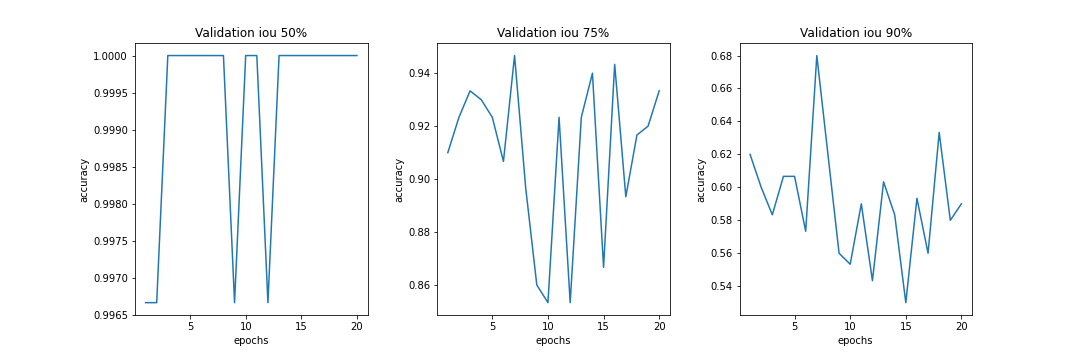 Validation iou 50%
accuracy
1.0000
0.9995
0.9990
0.9985
0.9980
0.9975
0.9970
0.9965
5 10 15 20
epochs
Validation iou 75%
accuracy
0.94
0.92
0.90
0.88
0.86
5 10 15 20
epochs
Validation iou 90%
accuracy
0.68
0.66
0.64
0.62
0.60
0.58
0.56
0.54
5 10 15 20
epochs